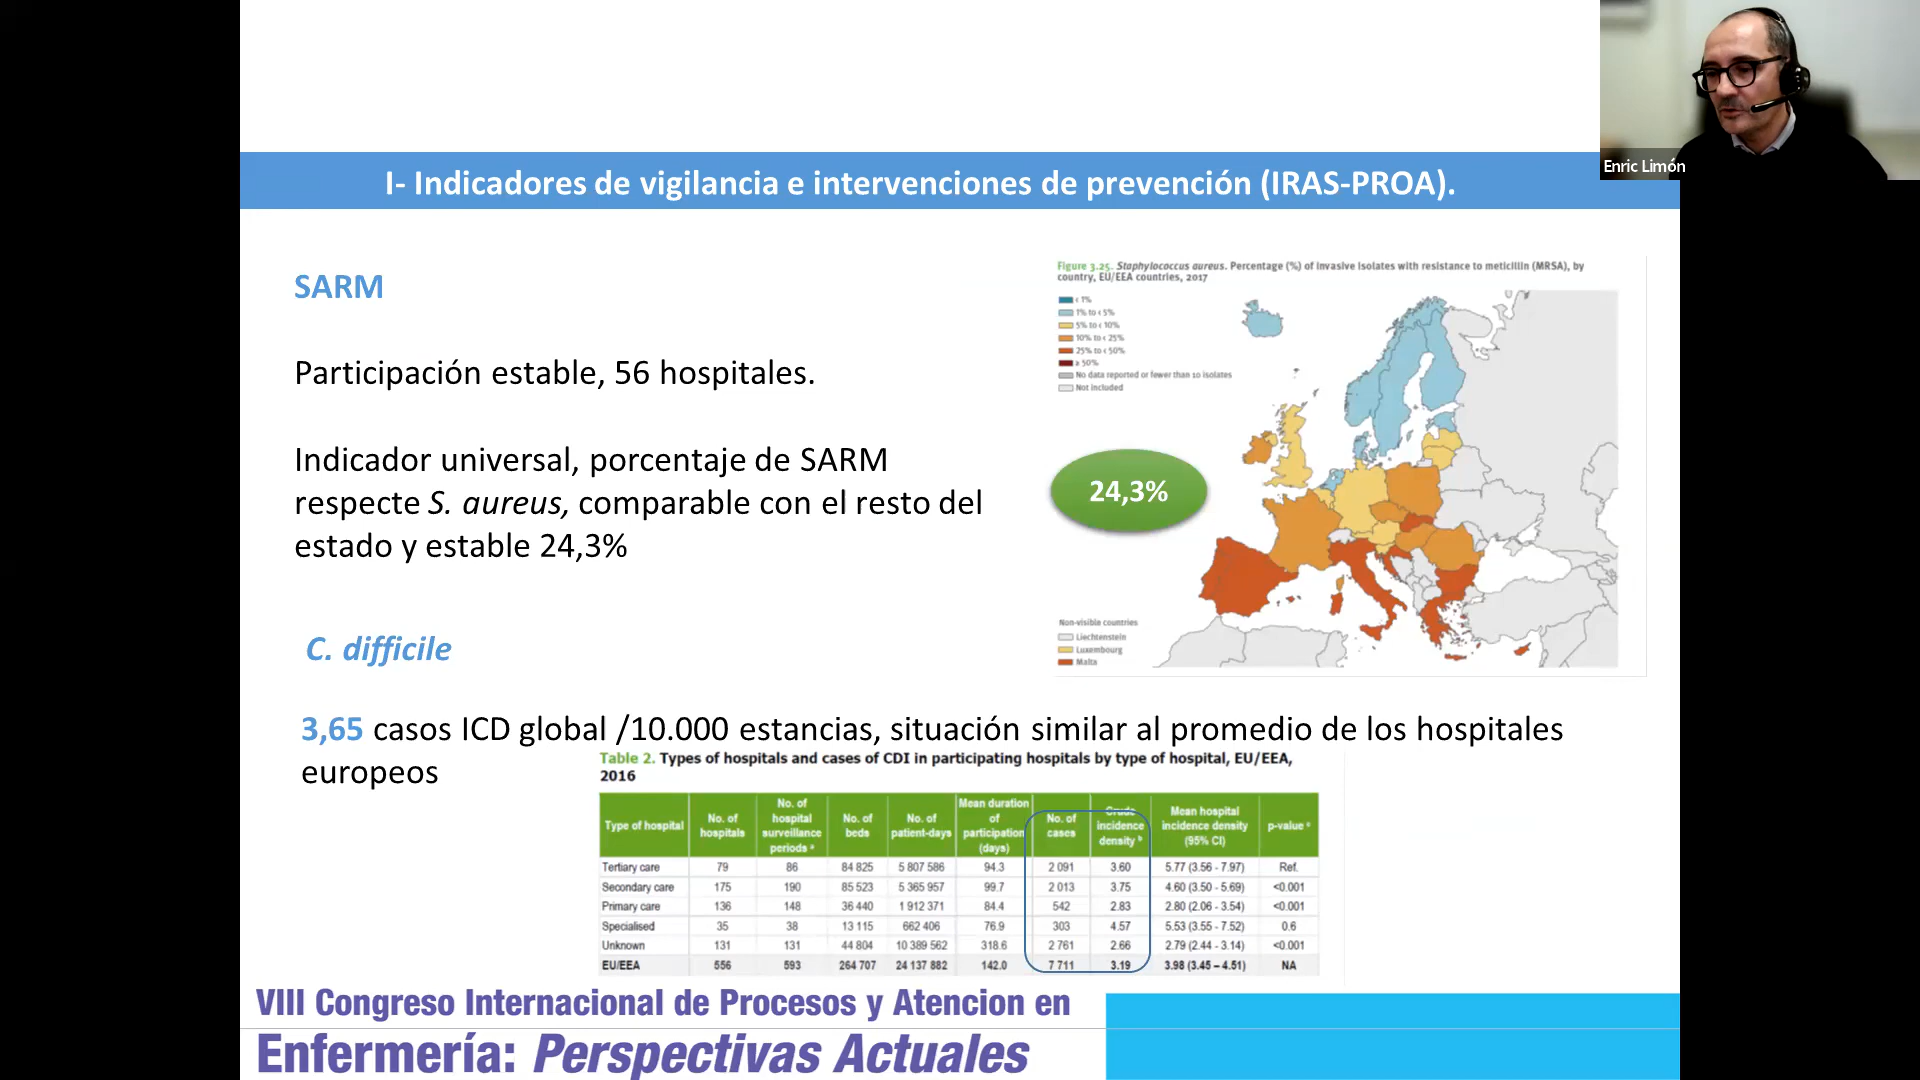 Enric Limón
I- Indicadores de vigilancia e intervenciones de prevención (IRAS-PROA).
SARM
Participación estable, 56 hospitales.
Indicador universal, porcentaje de SARM
respecte S. aureus, comparable con el resto del
estado y estable 24,3%
Figure 3.25. Staphylococcus aureus. Percentage (%) of invasive isolates with resistance to meticillin (MRSA), by
country, EU/EEA countries, 2017
< 1%
1% to < 5%
5% to < 10%
10% to < 25%
25% to < 50%
≥ 50%
No data reported or fewer than 10 isolates
Not included
24,3%
Non-visible countries
Liechtenstein
Luxembourg
Malta
C. difficile
3,65 casos ICD global /10.000 estancias, situación similar al promedio de los hospitales
europeos
Table 2. Types of hospitals and cases of CDI in participating hospitals by type of hospital, EU/EEA,
2016
Type of hospital No. of hospitals No. of hospital surveillance periods a No. of beds No. of patient-days Mean duration of participation (days) No. of cases Crude incidence density b Mean hospital incidence density (95% CI) p-value c
Tertiary care 79 86 84 825 5 807 586 94.3 2 091 3.60 5.77 (3.56 - 7.97) Ref.
Secondary care 175 190 85 523 5 365 957 99.7 2 013 3.75 4.60 (3.50 - 5.69) <0.001
Primary care 136 148 36 440 1 912 371 84.4 542 2.83 2.80 (2.06 - 3.54) <0.001
Specialised 35 38 13 115 662 406 76.9 303 4.57 5.53 (3.55 - 7.52) 0.6
Unknown 131 131 44 804 10 389 562 318.6 2 761 2.66 2.79 (2.44 - 3.14) <0.001
EU/EEA 556 593 264 707 24 137 882 142.0 7 711 3.19 3.98 (3.45 – 4.51) NA
VIII Congreso Internacional de Procesos y Atencion en
Enfermería: Perspectivas Actuales